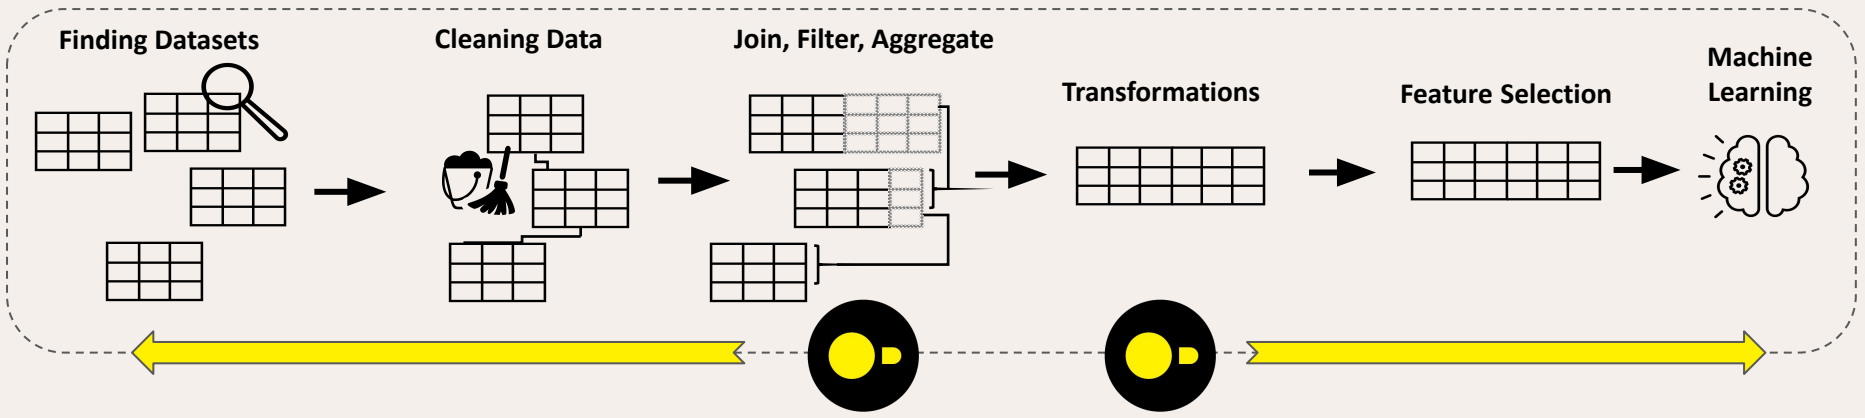 Finding Datasets
Cleaning Data
Join, Filter, Aggregate
Transformations
Feature Selection
Machine
Learning